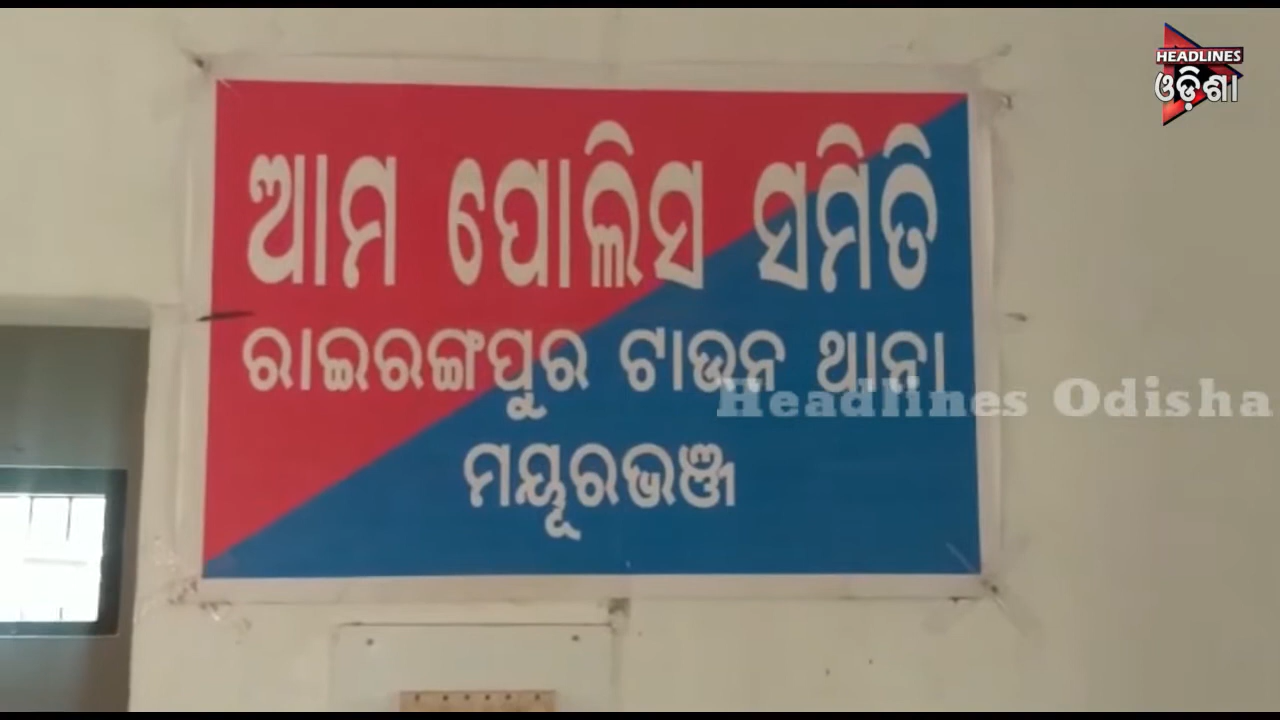 HEADLINES
ଓଡ଼ିଶା
ଆମ ପୋଲିସ ସମିତି
ରାଇରଙ୍ଗପୁର ଟାଉନ ଥାନା
Headlines Odisha
ମୟୂରଭଞ୍ଜ